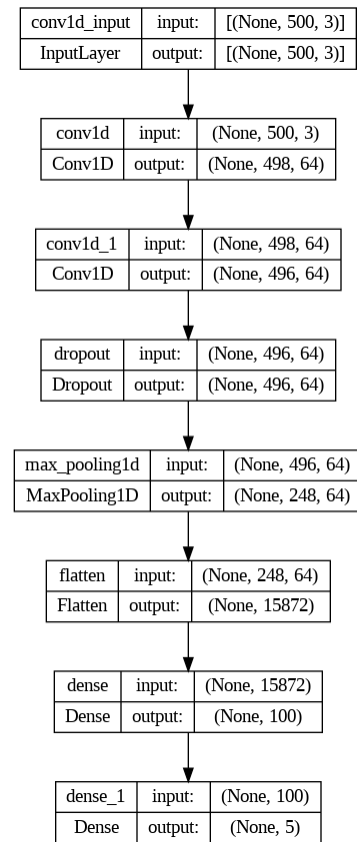 conv1d_input input: [(None, 500, 3)]
InputLayer output: [(None, 500, 3)]
conv1d input: (None, 500, 3)
Conv1D output: (None, 498, 64)
conv1d_1 input: (None, 498, 64)
Conv1D output: (None, 496, 64)
dropout input: (None, 496, 64)
Dropout output: (None, 496, 64)
max_pooling1d input: (None, 496, 64)
MaxPooling1D output: (None, 248, 64)
flatten input: (None, 248, 64)
Flatten output: (None, 15872)
dense input: (None, 15872)
Dense output: (None, 100)
dense_1 input: (None, 100)
Dense output: (None, 5)